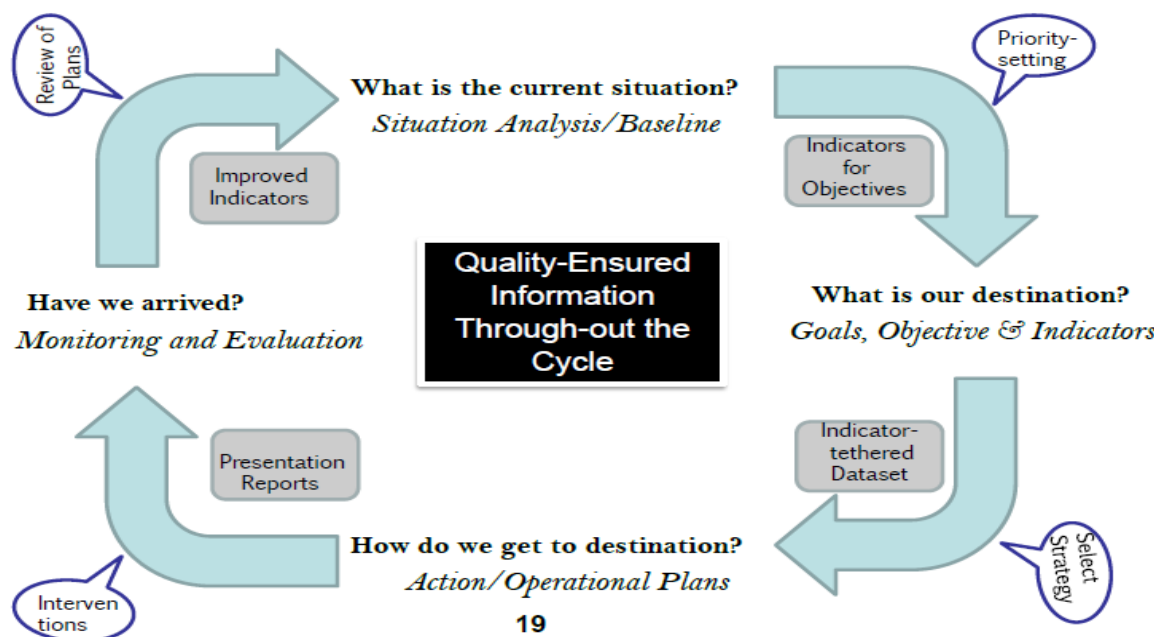 Review of
Plans
What is the current situation?
Situation Analysis/Baseline
Priority-
setting
Improved
Indicators
Indicators
for
Objectives
Quality-Ensured
Information
Through-out the
Cycle
Have we arrived?
Monitoring and Evaluation
What is our destination?
Goals, Objective & Indicators
Presentation
Reports
Indicator-
tethered
Dataset
How do we get to destination?
Action/Operational Plans
Select
Strategy
Interven
tions
19